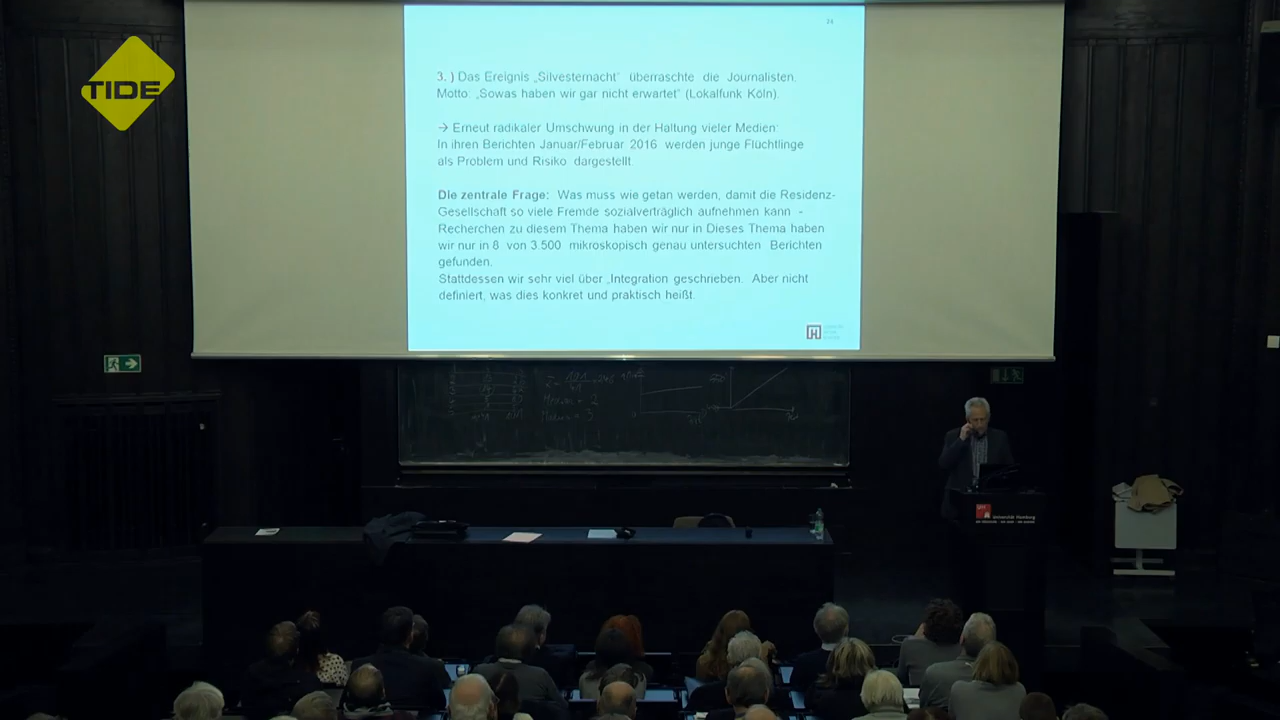 TIDE
24
3. ) Das Ereignis „Silvesternacht“ überraschte die Journalisten.
Motto: „Sowas haben wir gar nicht erwartet“ (Lokalfunk Köln).
→ Erneut radikaler Umschwung in der Haltung vieler Medien:
In ihren Berichten Januar/Februar 2016 werden junge Flüchtlinge
als Problem und Risiko dargestellt.
Die zentrale Frage: Was muss wie getan werden, damit die Residenz-
Gesellschaft so viele Fremde sozialverträglich aufnehmen kann -
Recherchen zu diesem Thema haben wir nur in Dieses Thema haben
wir nur in 8 von 3.500 mikroskopisch genau untersuchten Berichten
gefunden.
Stattdessen wir sehr viel über „Integration geschrieben. Aber nicht
definiert, was dies konkret und praktisch heißt.
Universität Hamburg